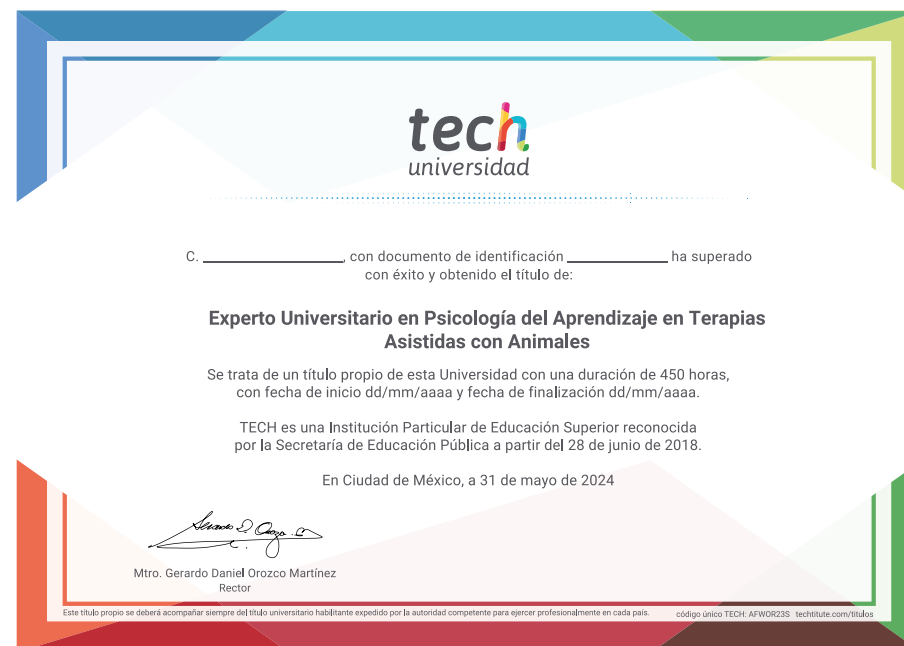 tech
universidad
C. ____________, con documento de identificación ____________ ha superado
con éxito y obtenido el título de:
Experto Universitario en Psicología del Aprendizaje en Terapias
Asistidas con Animales
Se trata de un título propio de esta Universidad con una duración de 450 horas,
con fecha de inicio dd/mm/aaaa y fecha de finalización dd/mm/aaaa.
TECH es una Institución Particular de Educación Superior reconocida
por la Secretaría de Educación Pública a partir del 28 de junio de 2018.
En Ciudad de México, a 31 de mayo de 2024
Mtro. Gerardo Daniel Orozco Martínez
Rector
Este título propio se deberá acompañar siempre del título universitario habilitante expedido por la autoridad competente para ejercer profesionalmente en cada país. código único TECH: AFWOR23S techtitute.com/titulos